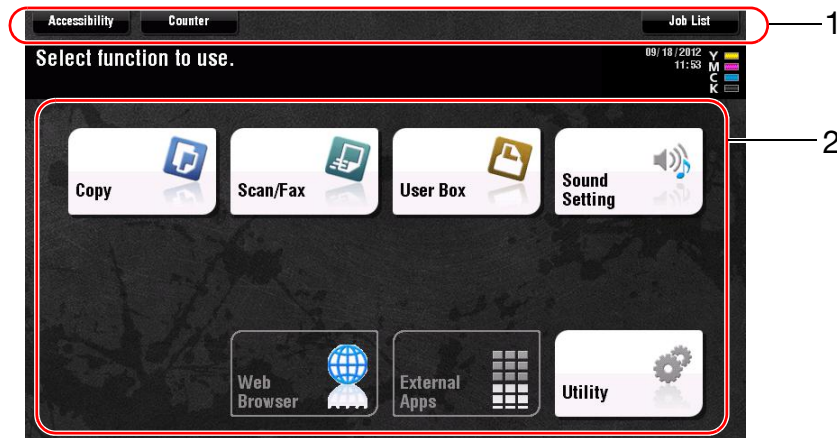 Accessibility Counter Job List
1
Select function to use.
09/18/2012
11:53
Y
M
C
K
2
Copy
Scan/Fax
User Box
Sound
Setting
Web
Browser
External
Apps
Utility